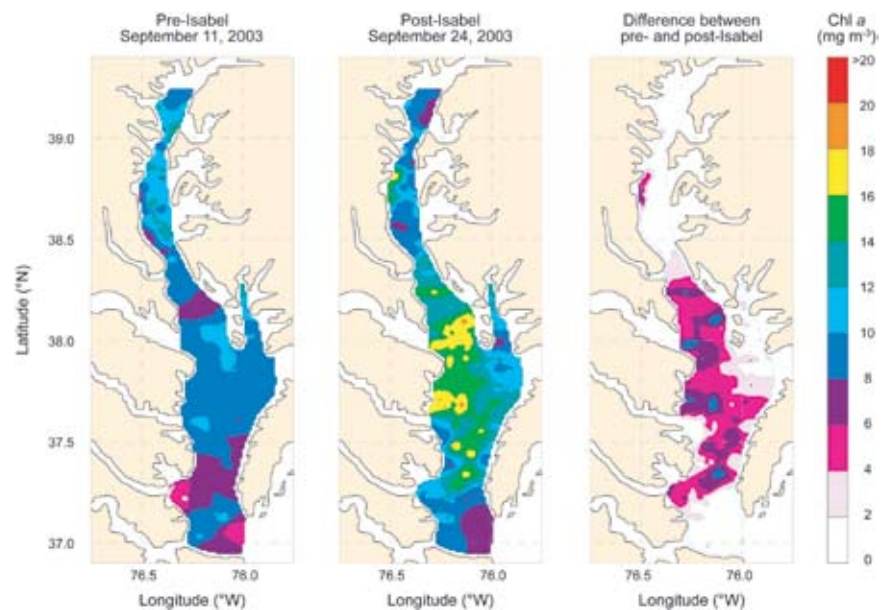 Pre-Isabel
September 11, 2003
Post-Isabel
September 24, 2003
Difference between
pre- and post-Isabel
Chl a
(mg m⁻³)
>20
20
18
16
14
12
10
8
6
4
2
0
Latitude (°N)
39.0
38.5
38.0
37.5
37.0
76.5 76.0
76.5 76.0
76.5 76.0
Longitude (°W)
Longitude (°W)
Longitude (°W)